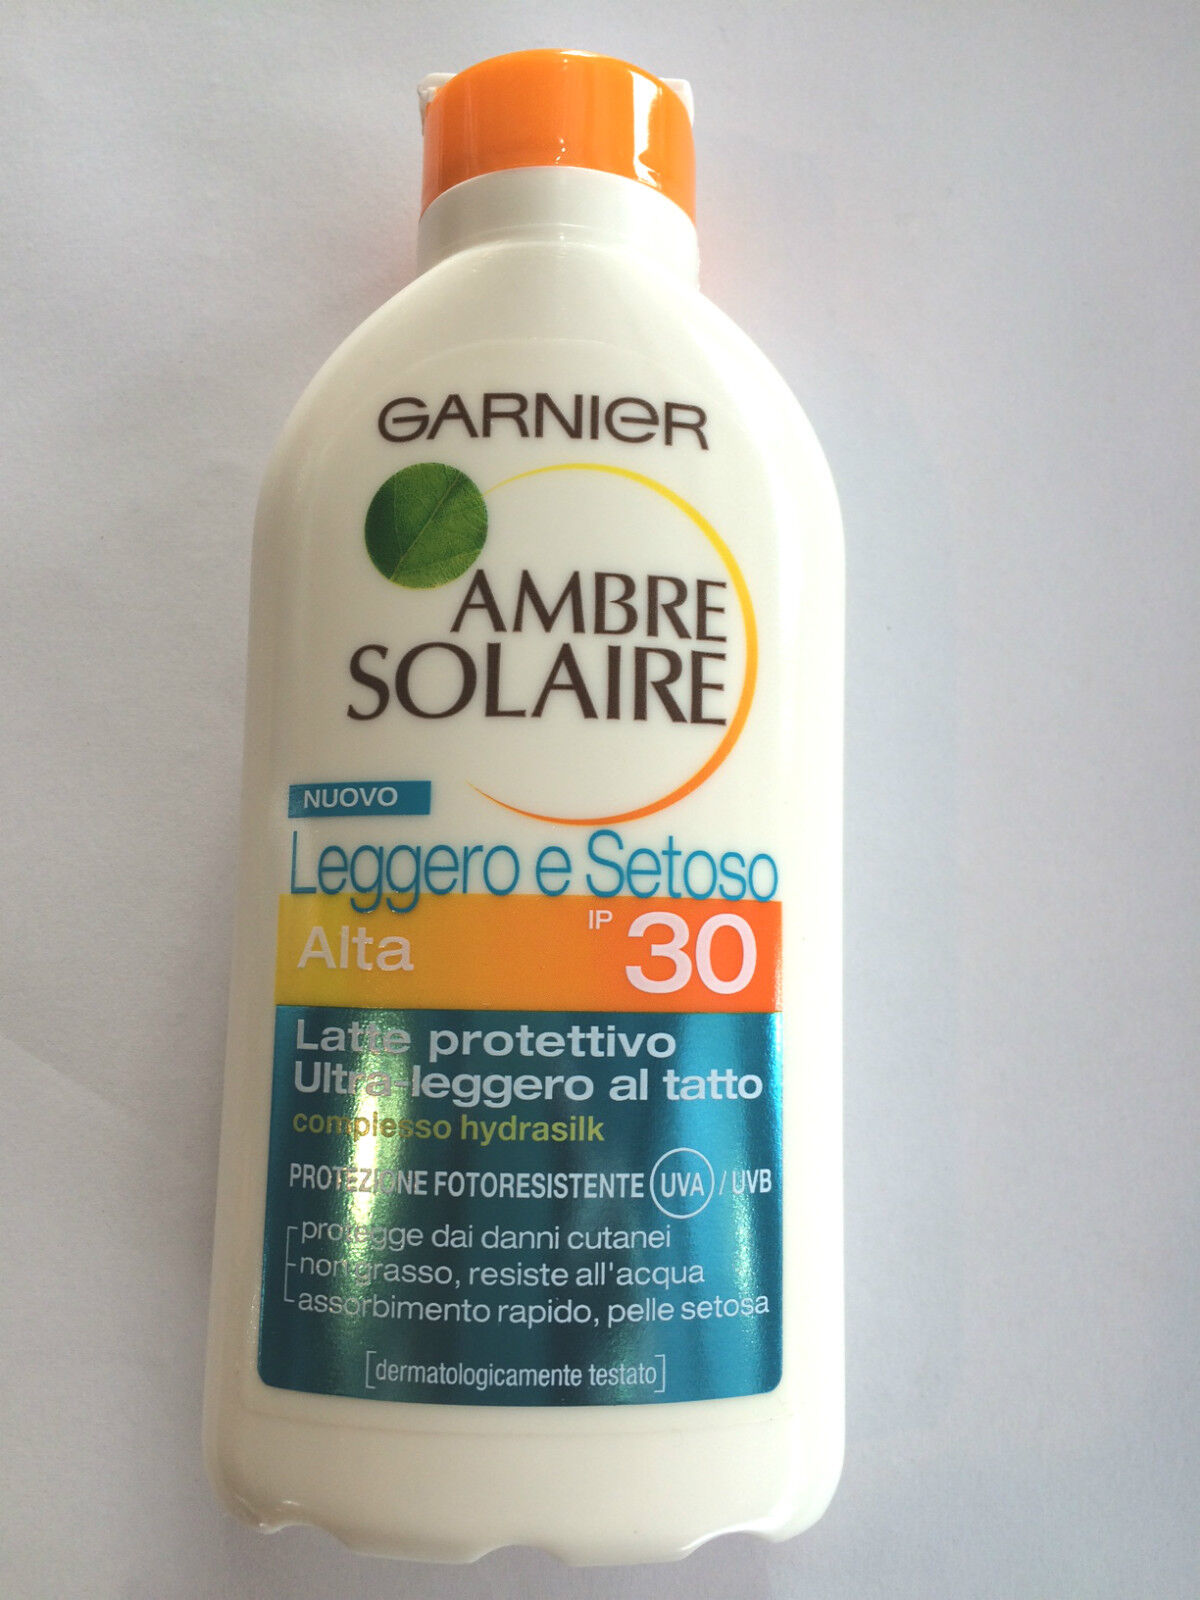 GARNIER
AMBRE
SOLAIRE
NUOVO
Leggero e Setoso
Alta IP 30
Latte protettivo
Ultra-leggero al tatto
complesso hydrasilk
PROTEZIONE FOTORESISTENTE UVA / UVB
protegge dai danni cutanei
non grasso, resiste all'acqua
assorbimento rapido, pelle setosa
[dermatologicamente testato]